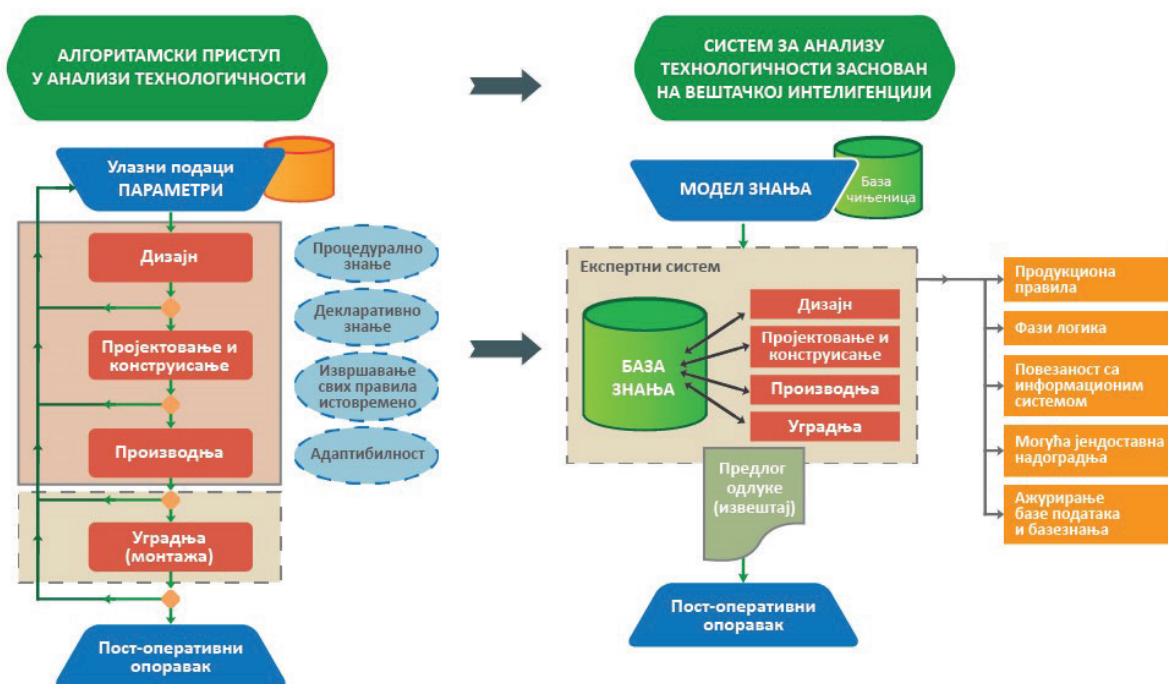 АЛГОРИТАМСКИ ПРИСТУП
У АНАЛИЗИ ТЕХНОЛОГИЧНОСТИ
Улазни подаци
ПАРАМЕТРИ
Дизајн
Пројектовање и
конструисање
Производња
Уградња
(монтажа)
Пост-оперативни
опоравак
Процедурално
знање
Декларативно
знање
Извршавање
свих правила
истовремено
Адаптибилност
СИСТЕМ ЗА АНАЛИЗУ
ТЕХНОЛОГИЧНОСТИ ЗАСНОВАН
НА ВЕШТАЧКОЈ ИНТЕЛИГЕНЦИЈИ
МОДЕЛ ЗНАЊА
База
чињеница
Експертни систем
БАЗА
ЗНАЊА
Дизајн
Пројектовање и
конструисање
Производња
Уградња
Предлог
одлуке
(извештај)
Пост-оперативни
опоравак
Продукциона
правила
Фази логика
Повезаност са
информационим
системом
Могућа јендоставна
надоградња
Ажурирање
базе података
и базезнања